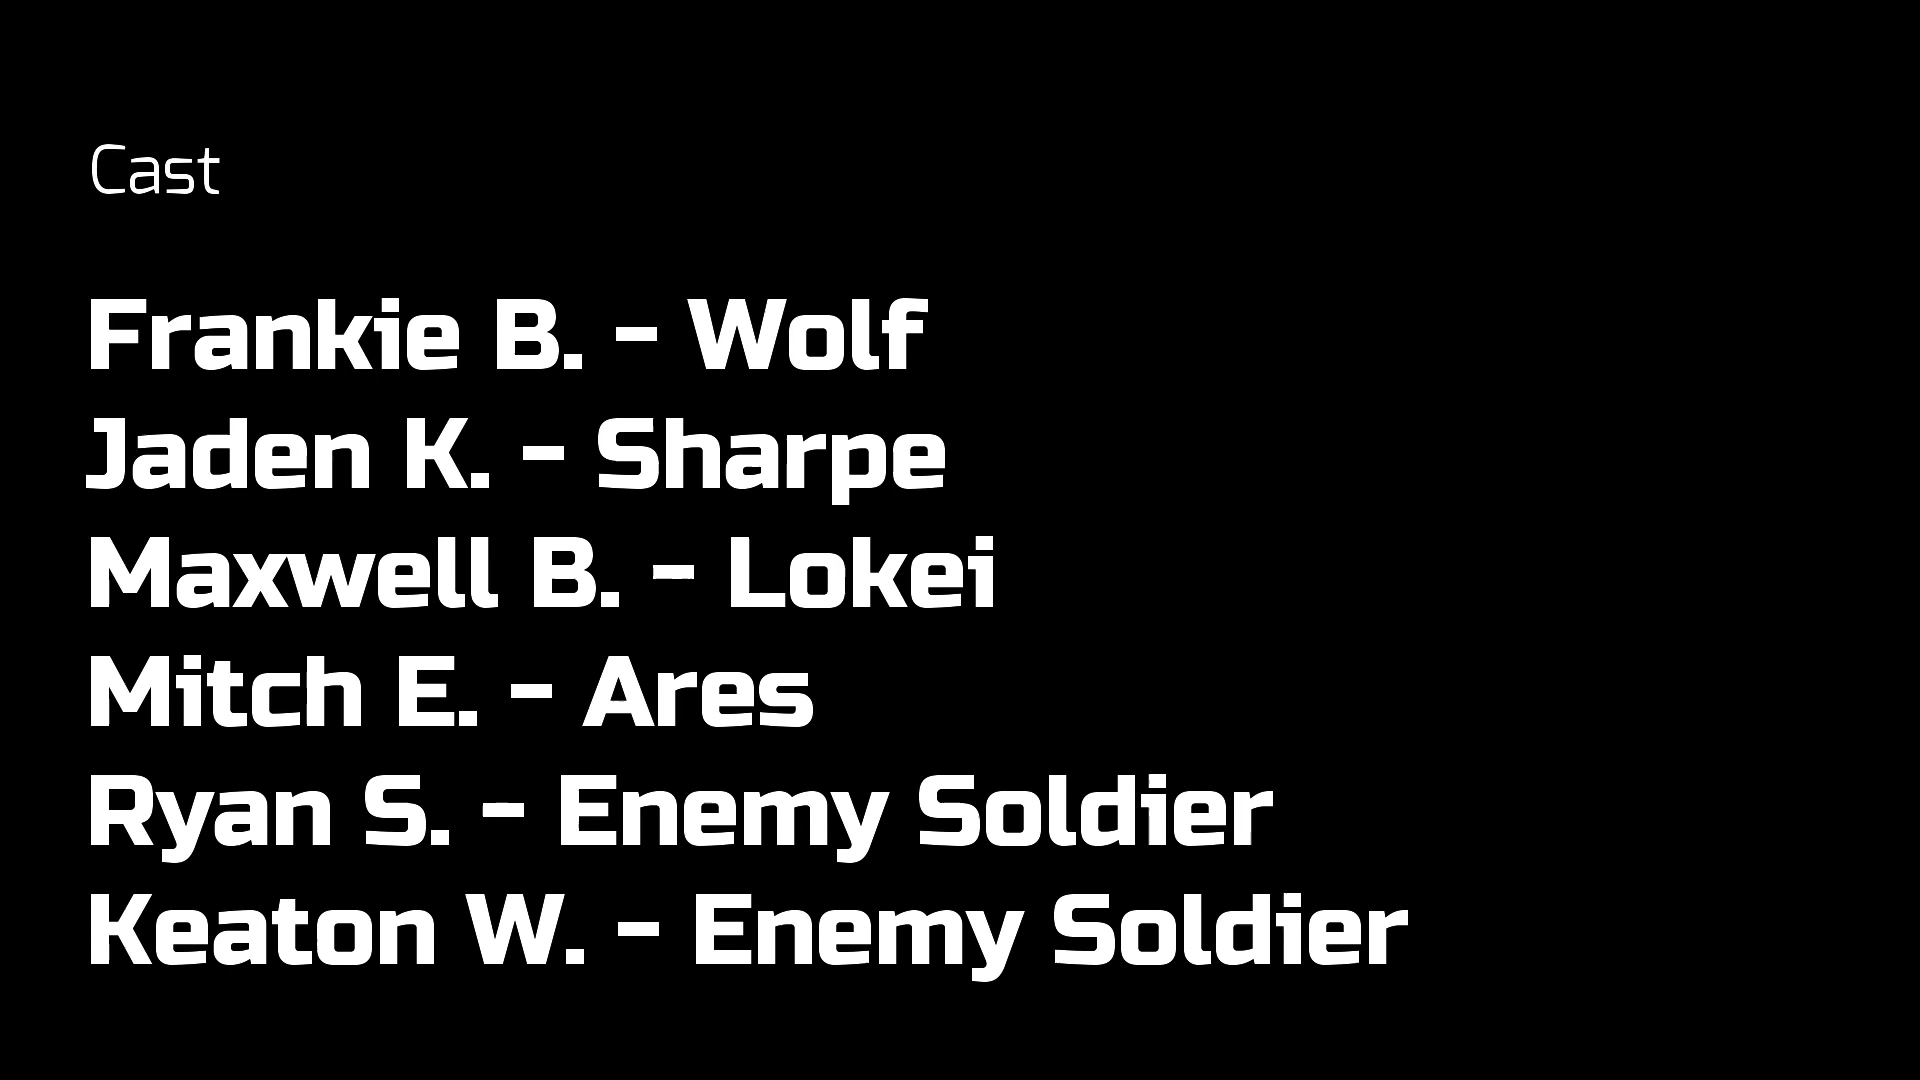 Cast
Frankie B. - Wolf
Jaden K. - Sharpe
Maxwell B. - Lokei
Mitch E. - Ares
Ryan S. - Enemy Soldier
Keaton W. - Enemy Soldier